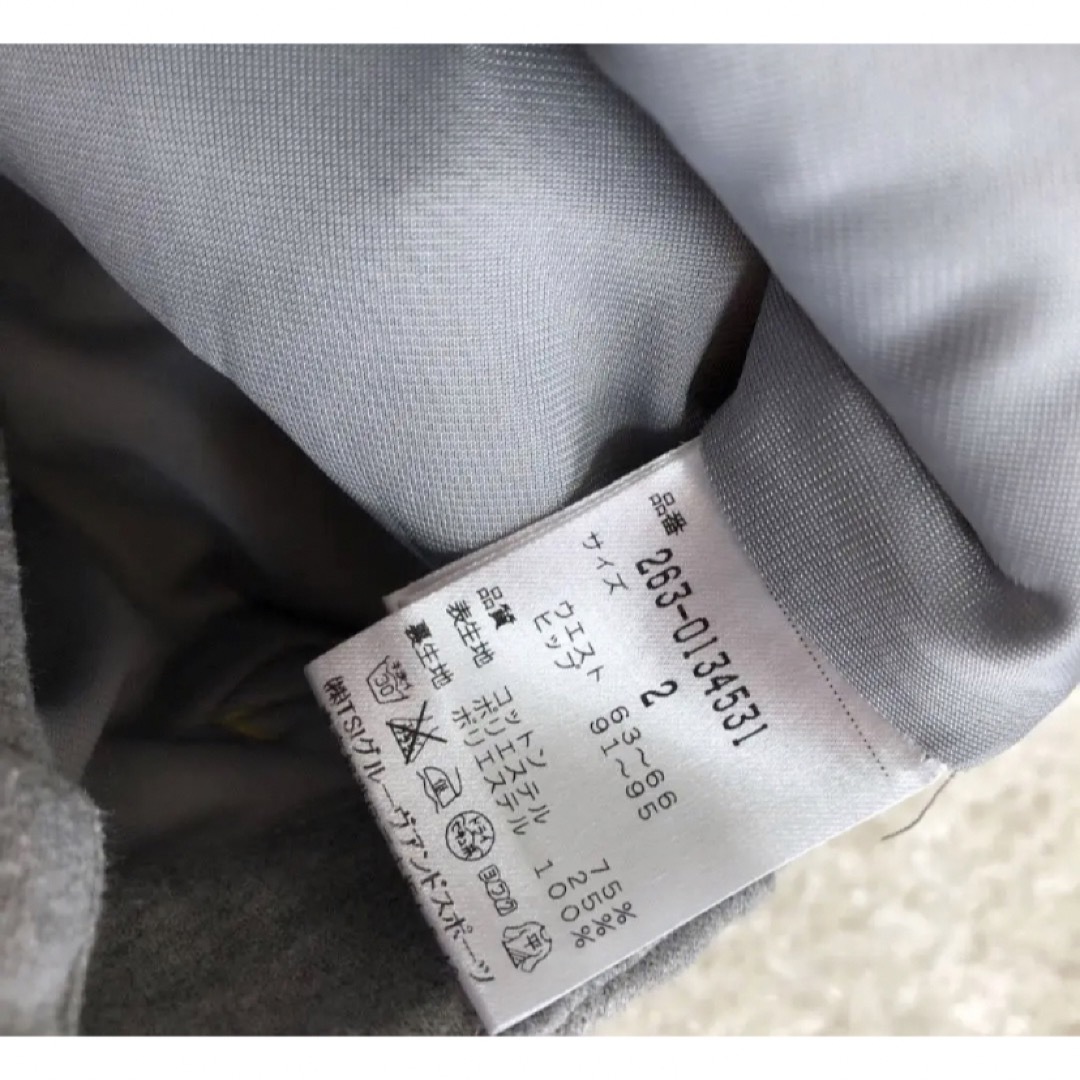 品番 263-0134531
サイズ 2
ウエスト 63~66
ヒップ 91~95
品質
表生地 コットン 75%
ポリエステル 25%
裏生地 ポリエステル 100%
㈱TSIグルーヴアンドスポーツ